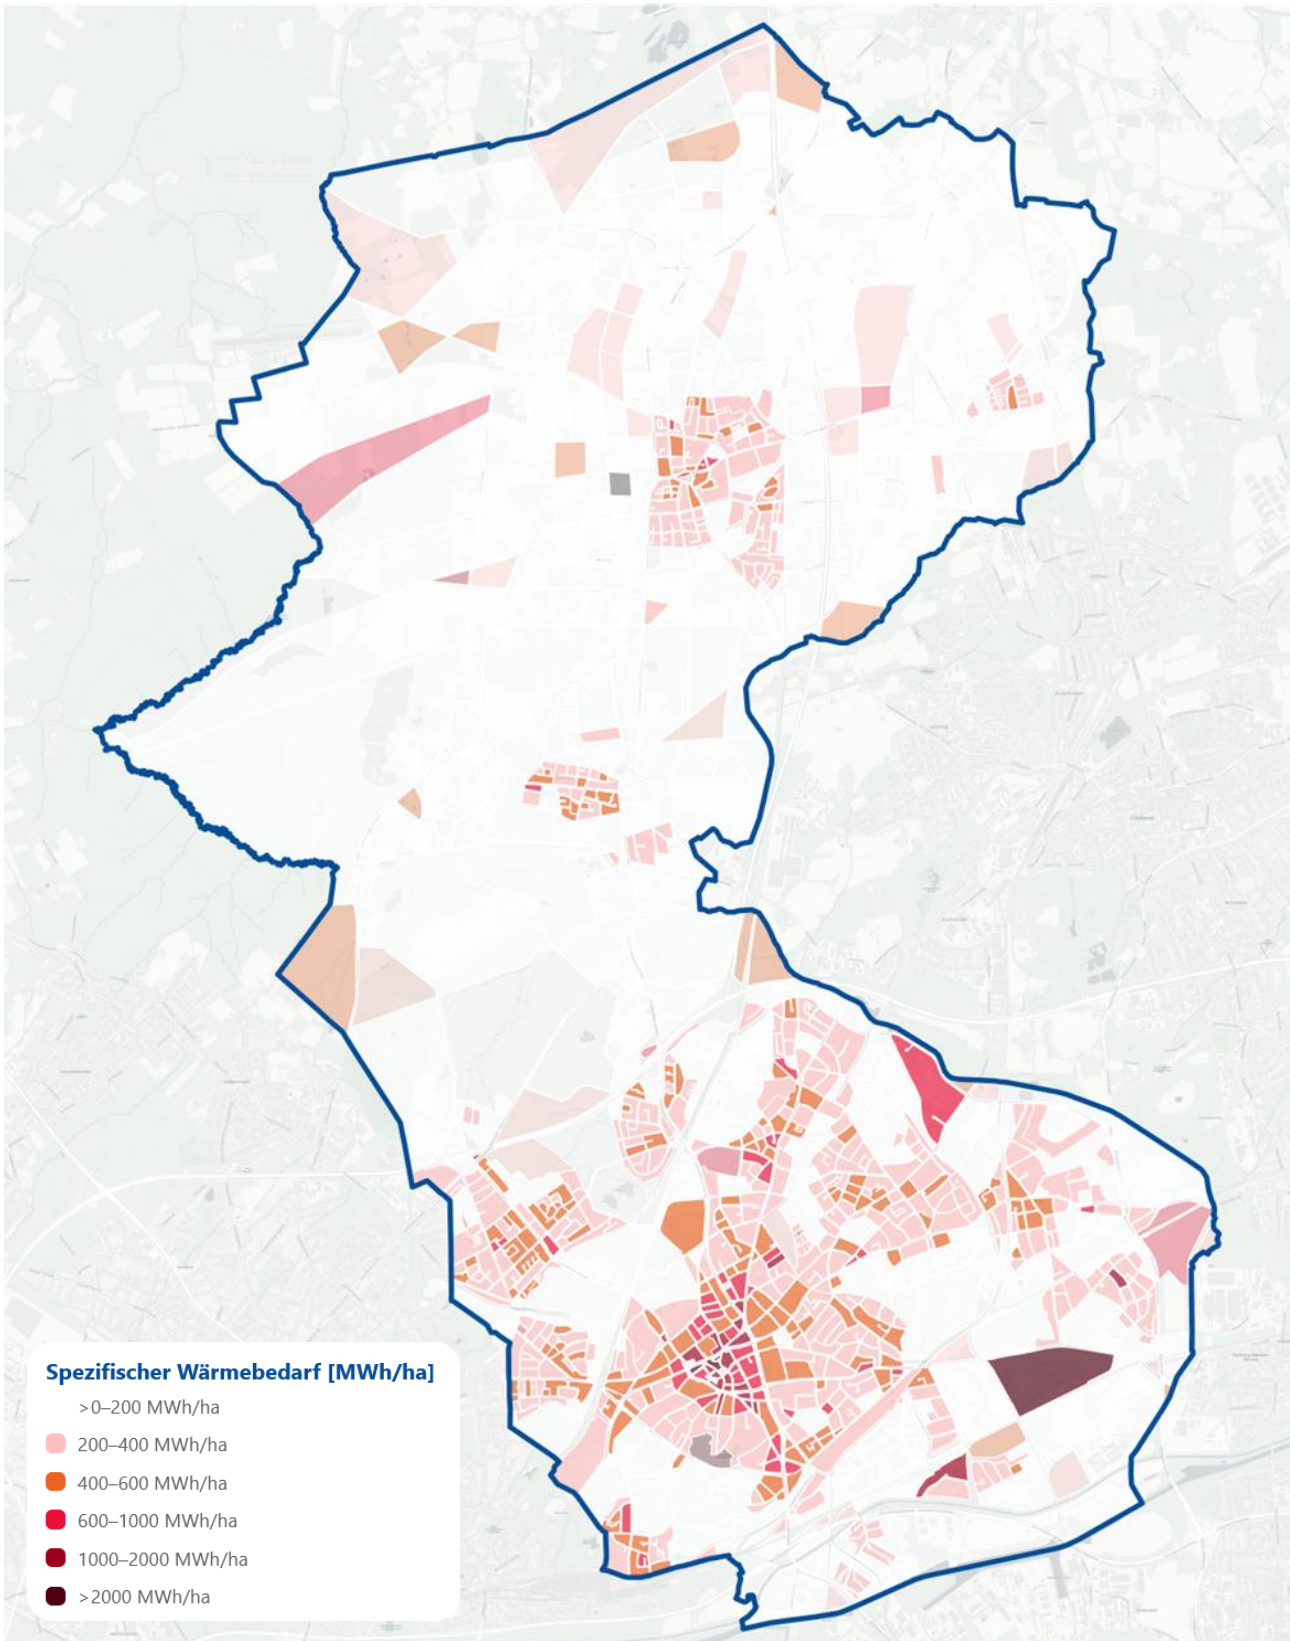 Spezifischer Wärmebedarf [MWh/ha]
>0–200 MWh/ha
200–400 MWh/ha
400–600 MWh/ha
600–1000 MWh/ha
1000–2000 MWh/ha
>2000 MWh/ha